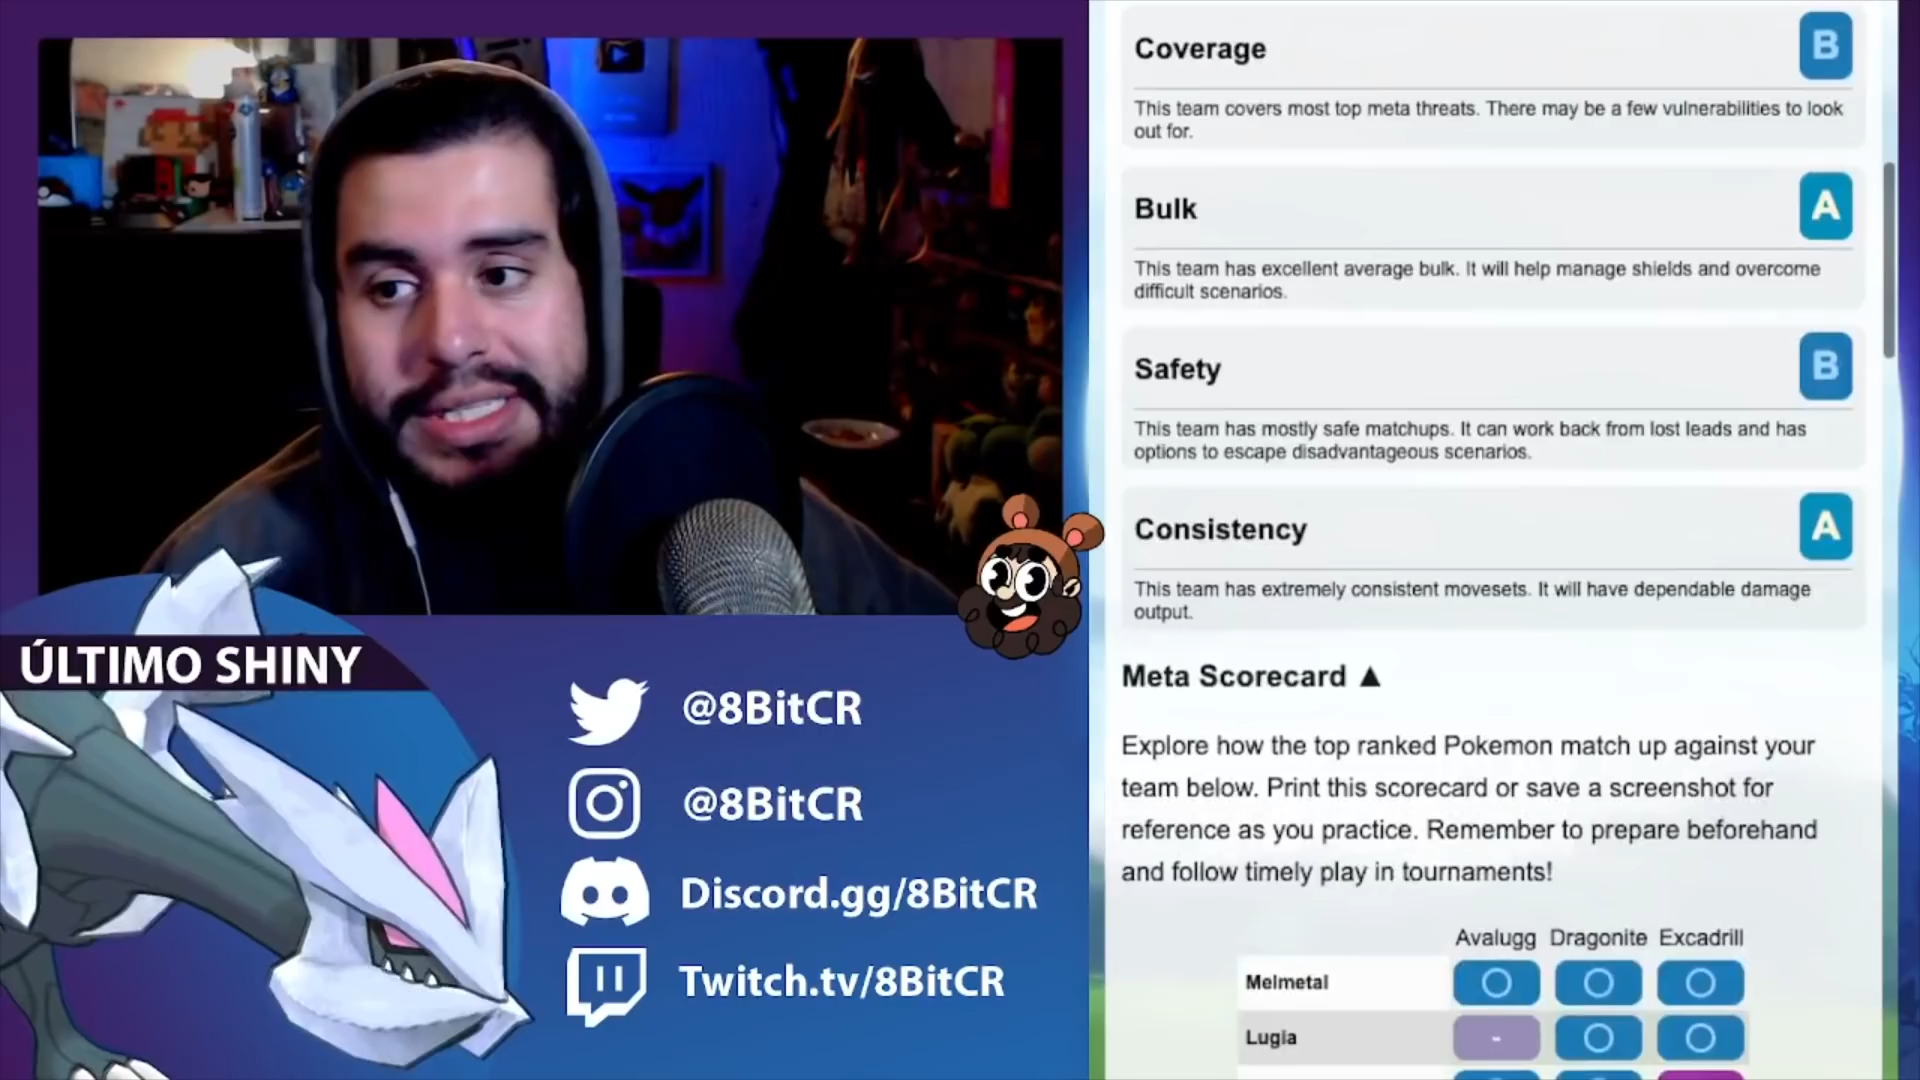 Coverage
B
This team covers most top meta threats. There may be a few vulnerabilities to look
out for.
Bulk
A
This team has excellent average bulk. It will help manage shields and overcome
difficult scenarios.
Safety
B
This team has mostly safe matchups. It can work back from lost leads and has
options to escape disadvantageous scenarios.
Consistency
A
This team has extremely consistent movesets. It will have dependable damage
output.
Meta Scorecard ▲
Explore how the top ranked Pokemon match up against your
team below. Print this scorecard or save a screenshot for
reference as you practice. Remember to prepare beforehand
and follow timely play in tournaments!
Avalugg Dragonite Excadrill
Melmetal
Lugia -
ÚLTIMO SHINY
@8BitCR
@8BitCR
Discord.gg/8BitCR
Twitch.tv/8BitCR